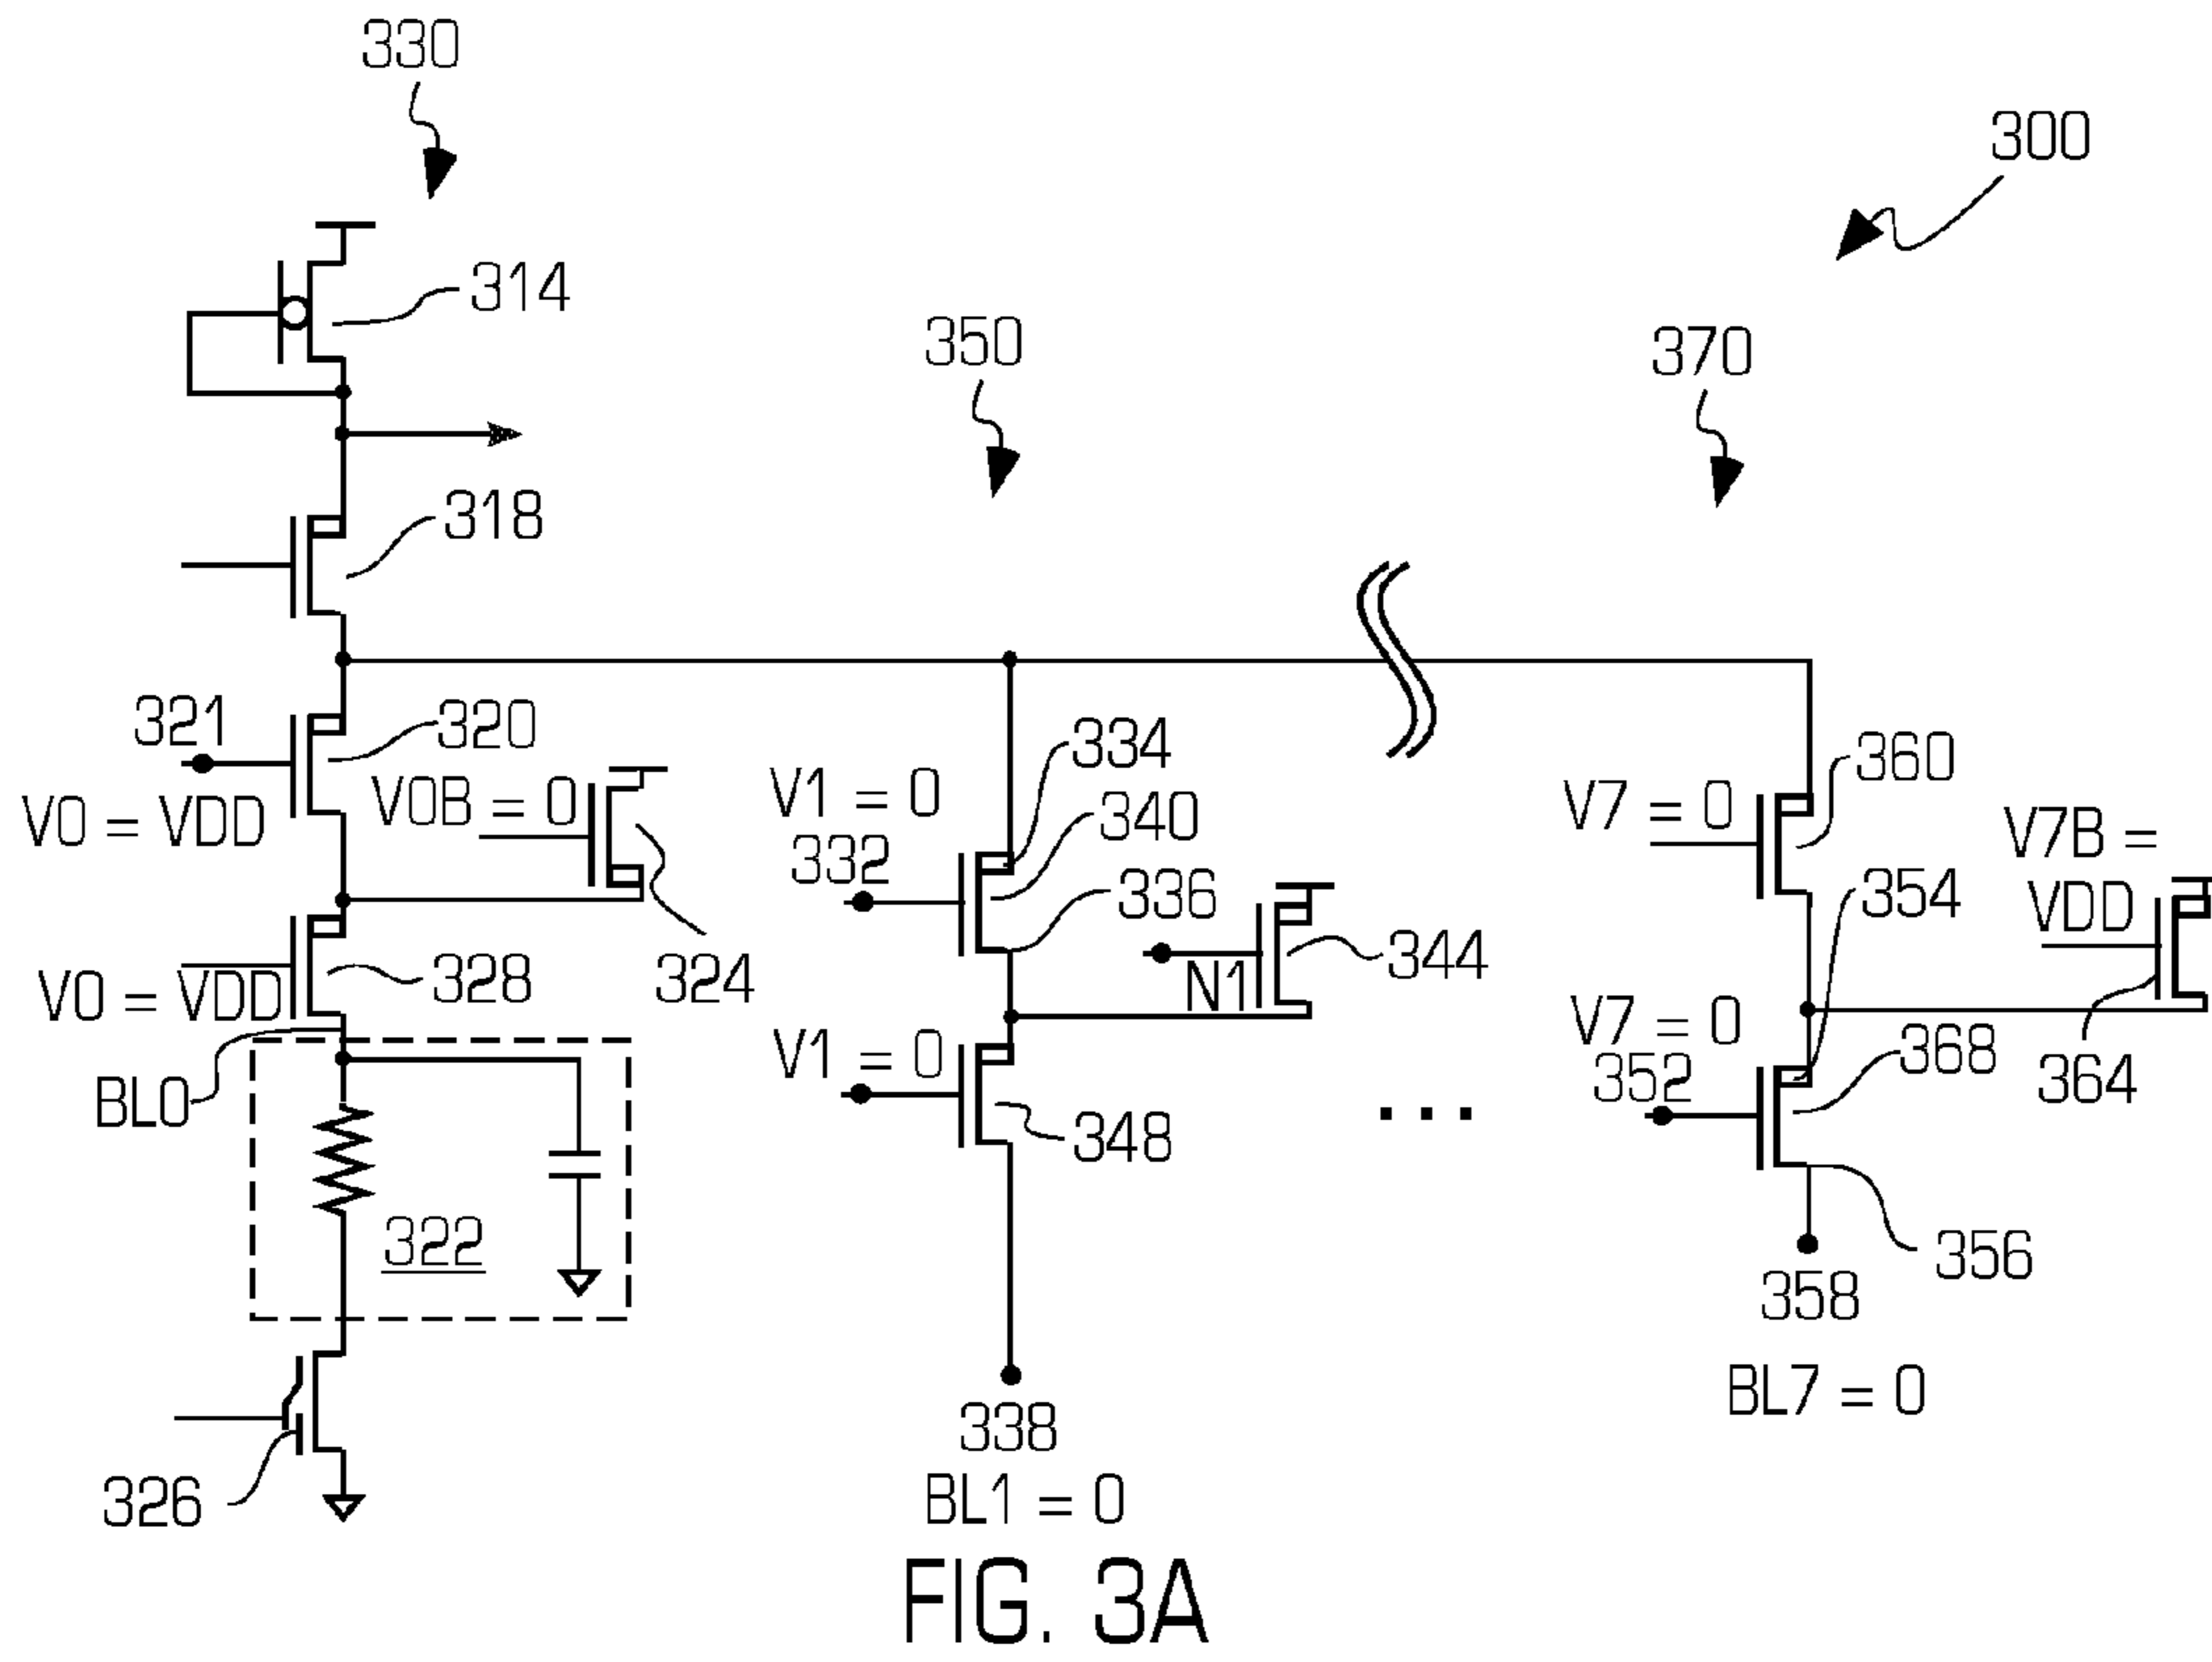 330
300
314
350
370
318
321
320
V0 = VDD
V0B = 0
324
V0 = VDD
328
BL0
322
326
334
V1 = 0
332
340
336
N1
344
V1 = 0
348
338
BL1 = 0
...
V7 = 0
360
V7B =
VDD
354
V7 = 0
352
368
364
356
358
BL7 = 0
FIG. 3A